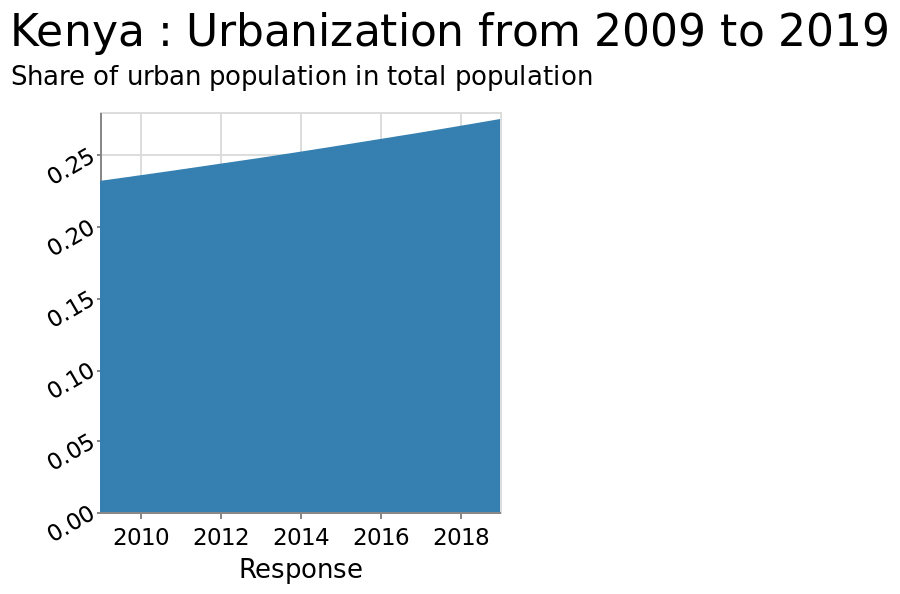 Kenya : Urbanization from 2009 to 2019
Share of urban population in total population
0.25
0.20
0.15
0.10
0.05
0.00
2010 2012 2014 2016 2018
Response